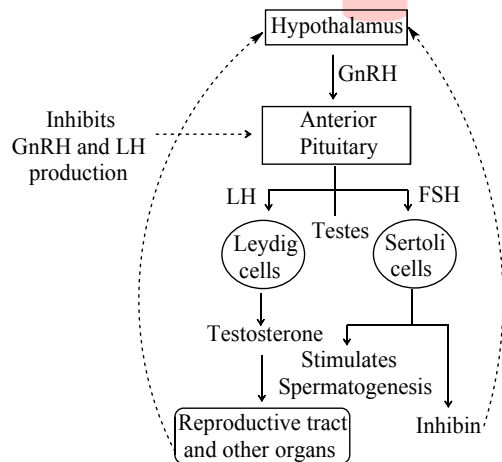 Hypothalamus
GnRH
Inhibits
GnRH and LH
production
Anterior
Pituitary
LH
FSH
Testes
Leydig
cells
Sertoli
cells
Testosterone
Stimulates
Spermatogenesis
Reproductive tract
and other organs
Inhibin